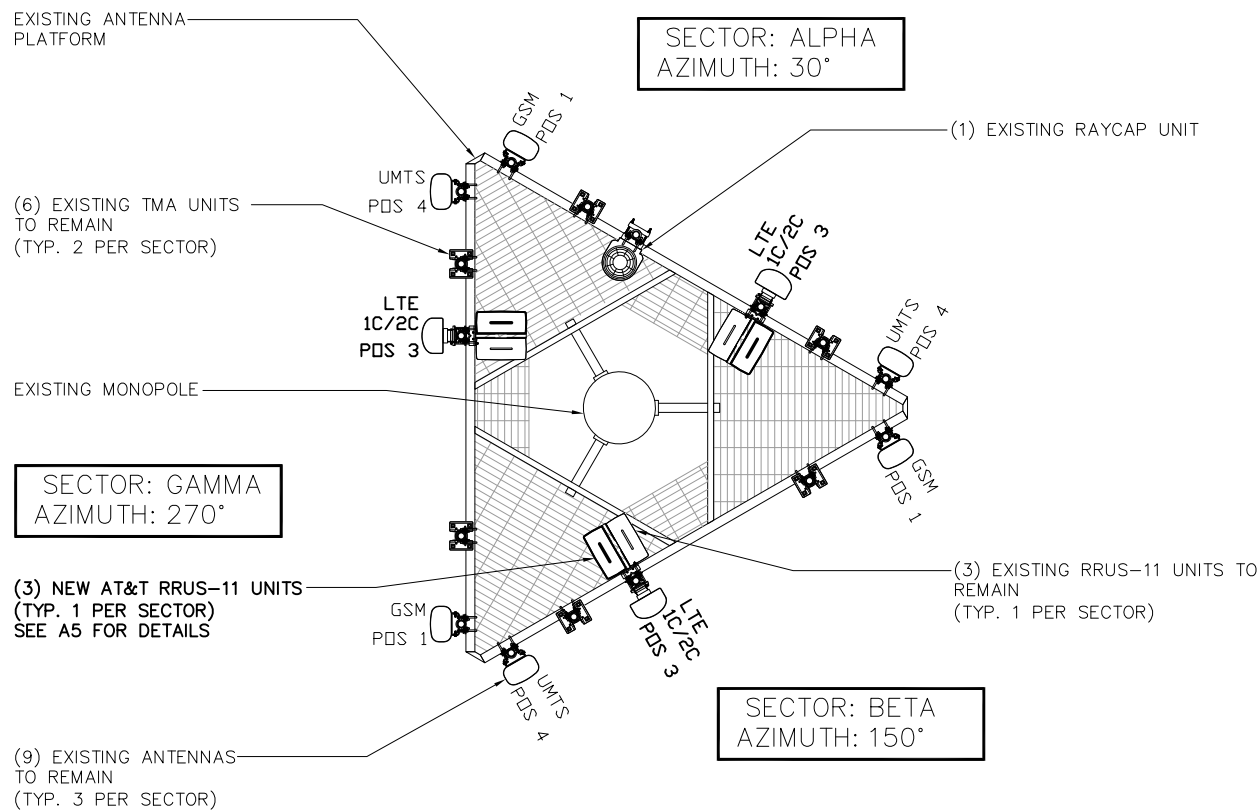 EXISTING ANTENNA
PLATFORM
SECTOR: ALPHA
AZIMUTH: 30°
GSM
POS 1
(1) EXISTING RAYCAP UNIT
UMTS
POS 4
(6) EXISTING TMA UNITS
TO REMAIN
(TYP. 2 PER SECTOR)
LTE
1C/2C
POS 3
LTE
1C/2C
POS 3
UMTS
POS 4
EXISTING MONOPOLE
SECTOR: GAMMA
AZIMUTH: 270°
GSM
POS 1
(3) NEW AT&T RRUS-11 UNITS
(TYP. 1 PER SECTOR)
SEE A5 FOR DETAILS
(3) EXISTING RRUS-11 UNITS TO
REMAIN
(TYP. 1 PER SECTOR)
GSM
POS 1
LTE
1C/2C
POS 3
UMTS
POS 4
SECTOR: BETA
AZIMUTH: 150°
(9) EXISTING ANTENNAS
TO REMAIN
(TYP. 3 PER SECTOR)